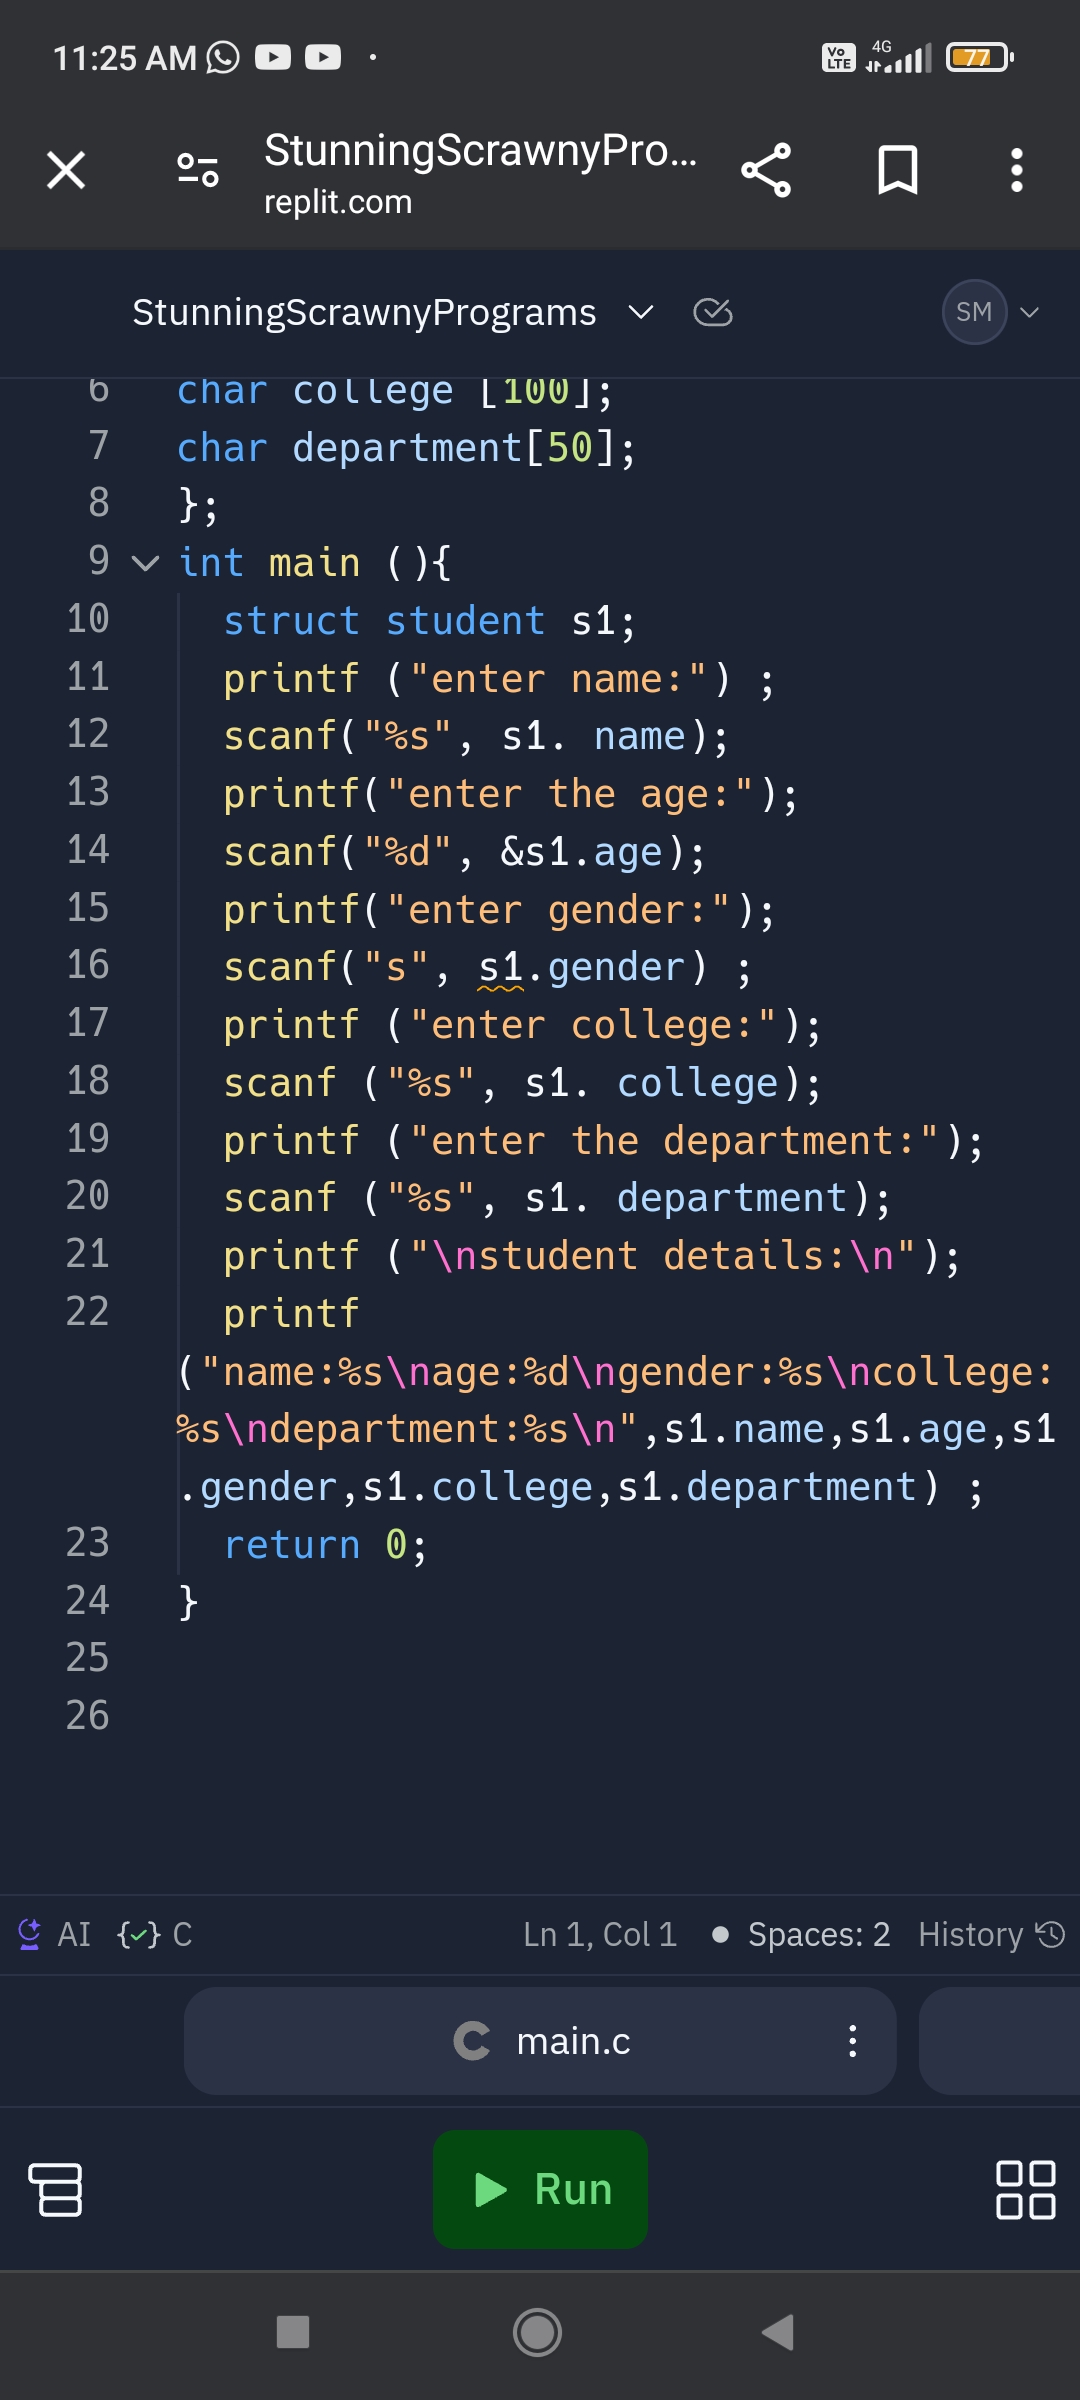 11:25 AM
Vo LTE 4G 77
StunningScrawnyPro...
replit.com
StunningScrawnyPrograms SM
6 char college [100];
7 char department[50];
8 };
9 int main (){
10 struct student s1;
11 printf ("enter name:") ;
12 scanf("%s", s1. name);
13 printf("enter the age:");
14 scanf("%d", &s1.age);
15 printf("enter gender:");
16 scanf("s", s1.gender) ;
17 printf ("enter college:");
18 scanf ("%s", s1. college);
19 printf ("enter the department:");
20 scanf ("%s", s1. department);
21 printf ("\nstudent details:\n");
22 printf
("name:%s\nage:%d\ngender:%s\ncollege:
%s\ndepartment:%s\n",s1.name,s1.age,s1
.gender,s1.college,s1.department) ;
23 return 0;
24 }
25
26
AI {✓} C Ln 1, Col 1 Spaces: 2 History
main.c
Run